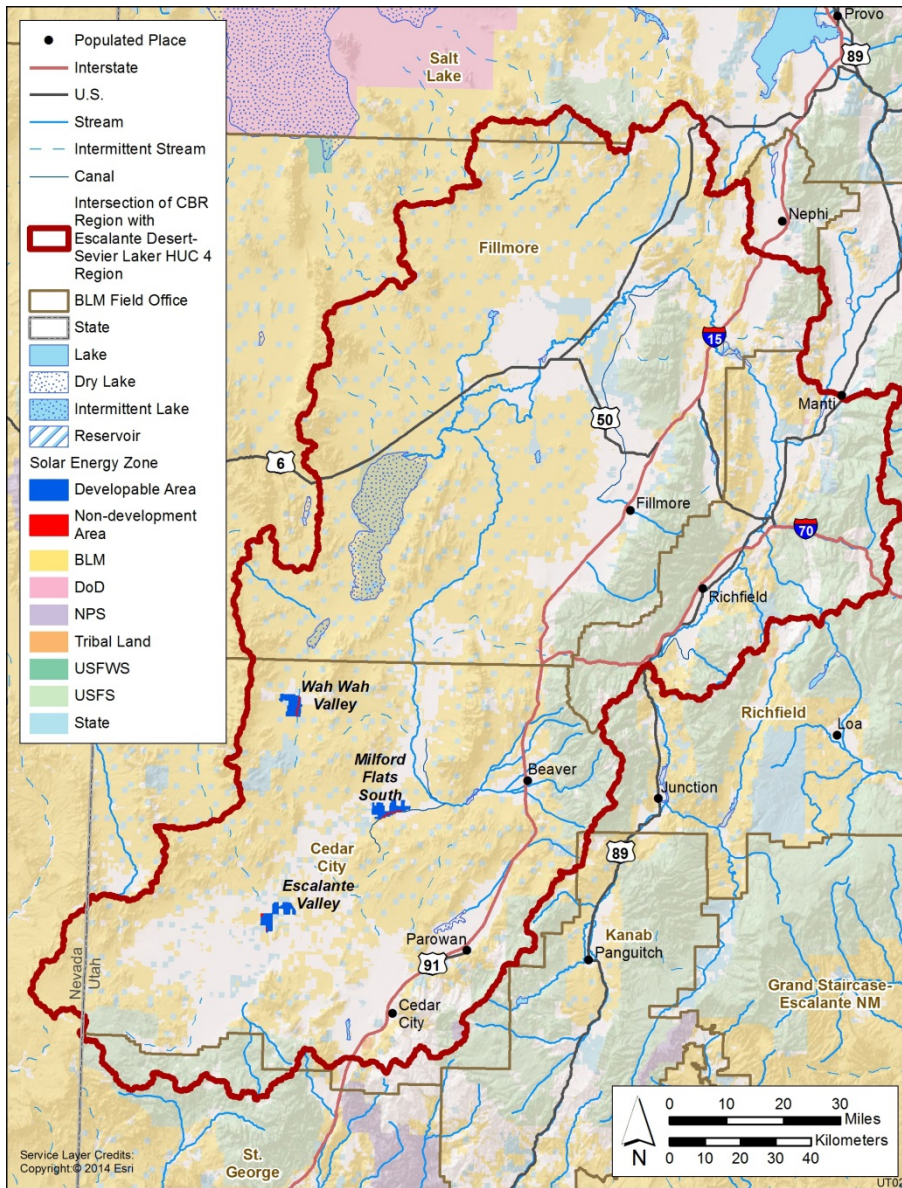 Populated Place
Interstate
U.S.
Stream
Intermittent Stream
Canal
Intersection of CBR
Region with
Escalante Desert-
Sevier Laker HUC 4
Region
BLM Field Office
State
Lake
Dry Lake
Intermittent Lake
Reservoir
Solar Energy Zone
Developable Area
Non-development
Area
BLM
DoD
NPS
Tribal Land
USFWS
USFS
State
Provo
89
Salt
Lake
Nephi
Fillmore
15
Manti
50
6
Fillmore
70
Richfield
Wah Wah
Valley
Richfield
Loa
Milford
Flats
South
Beaver
Junction
Cedar
City
89
Escalante
Valley
Parowan
91
Kanab
Panguitch
Nevada
Utah
Grand Staircase-
Escalante NM
Cedar
City
St.
George
0 10 20 30
Miles
Kilometers
0 10 20 30 40
N
Service Layer Credits:
Copyright:© 2014 Esri
UT02